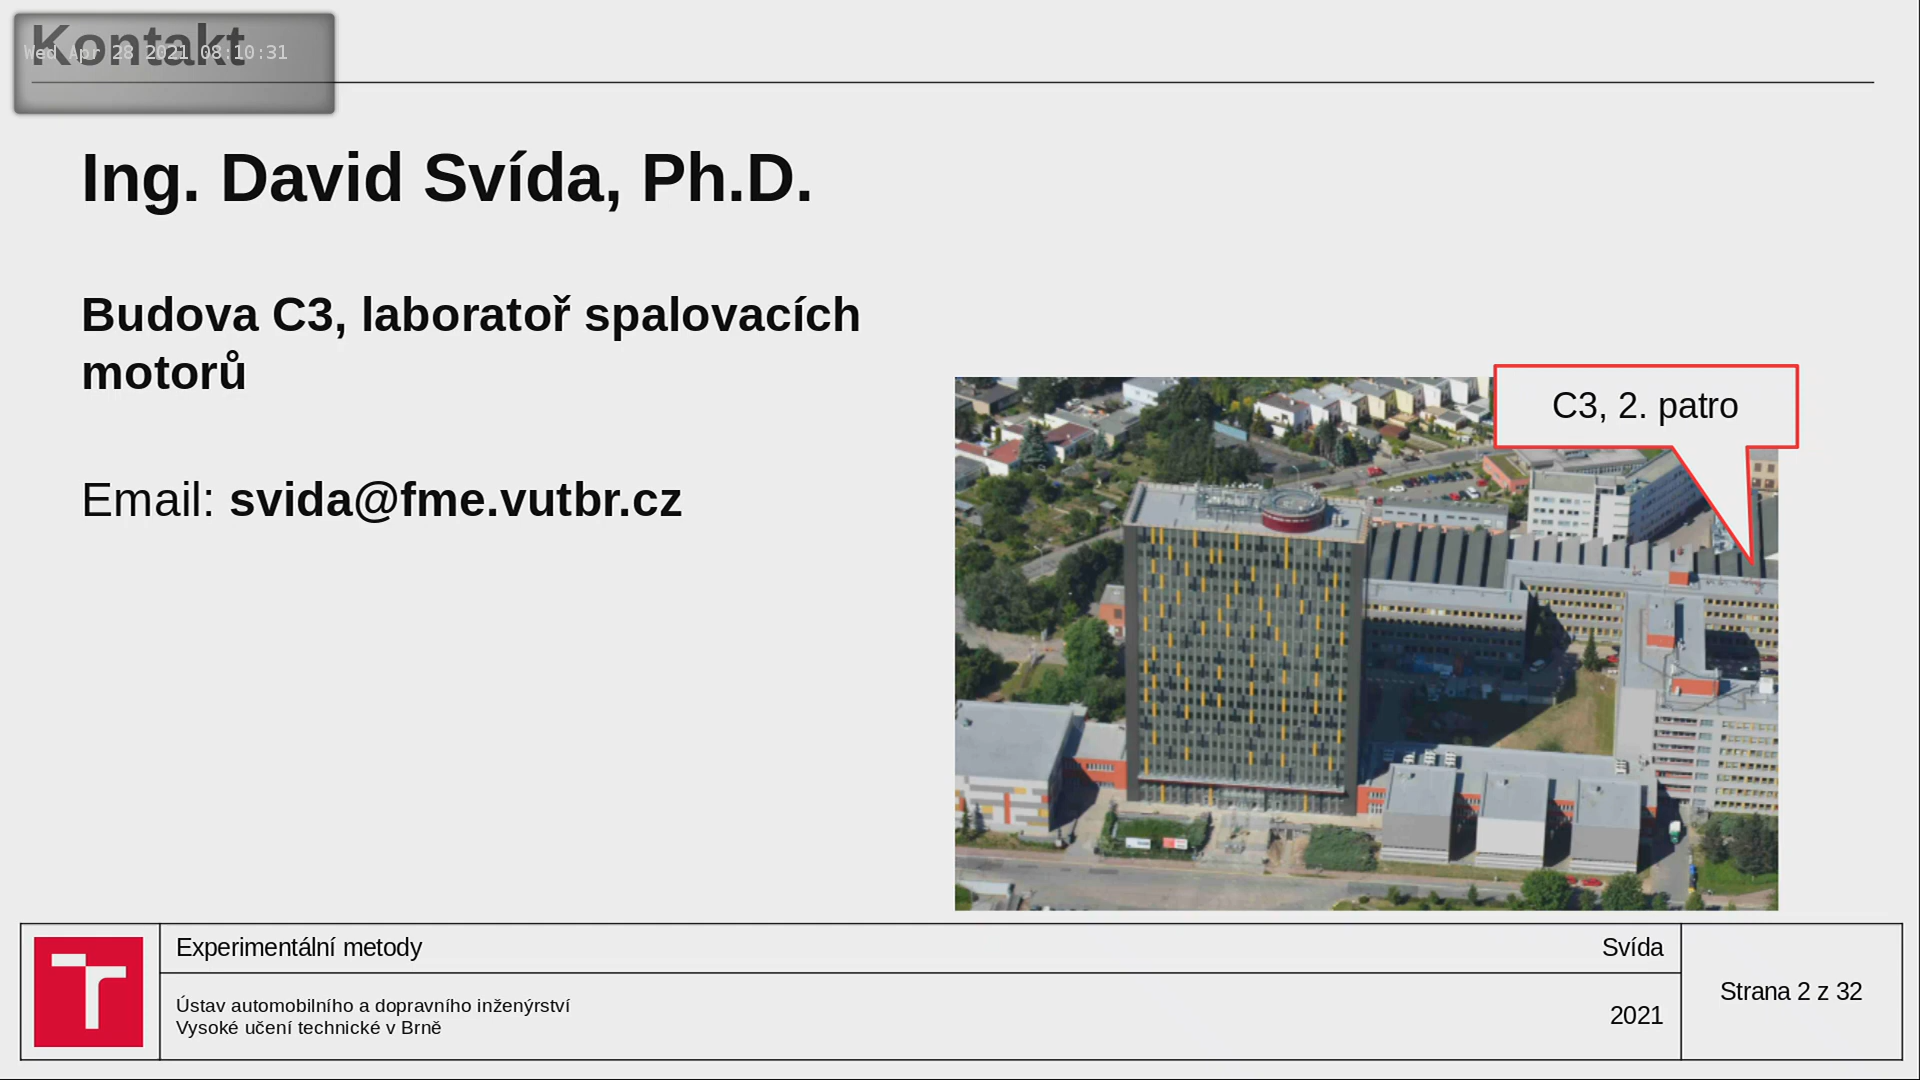 Kontakt
Wed Apr 28 2021 08:10:31
Ing. David Svída, Ph.D.
Budova C3, laboratoř spalovacích
motorů
Email: svida@fme.vutbr.cz
C3, 2. patro
Experimentální metody
Svída
Ústav automobilního a dopravního inženýrství
Vysoké učení technické v Brně
2021
Strana 2 z 32